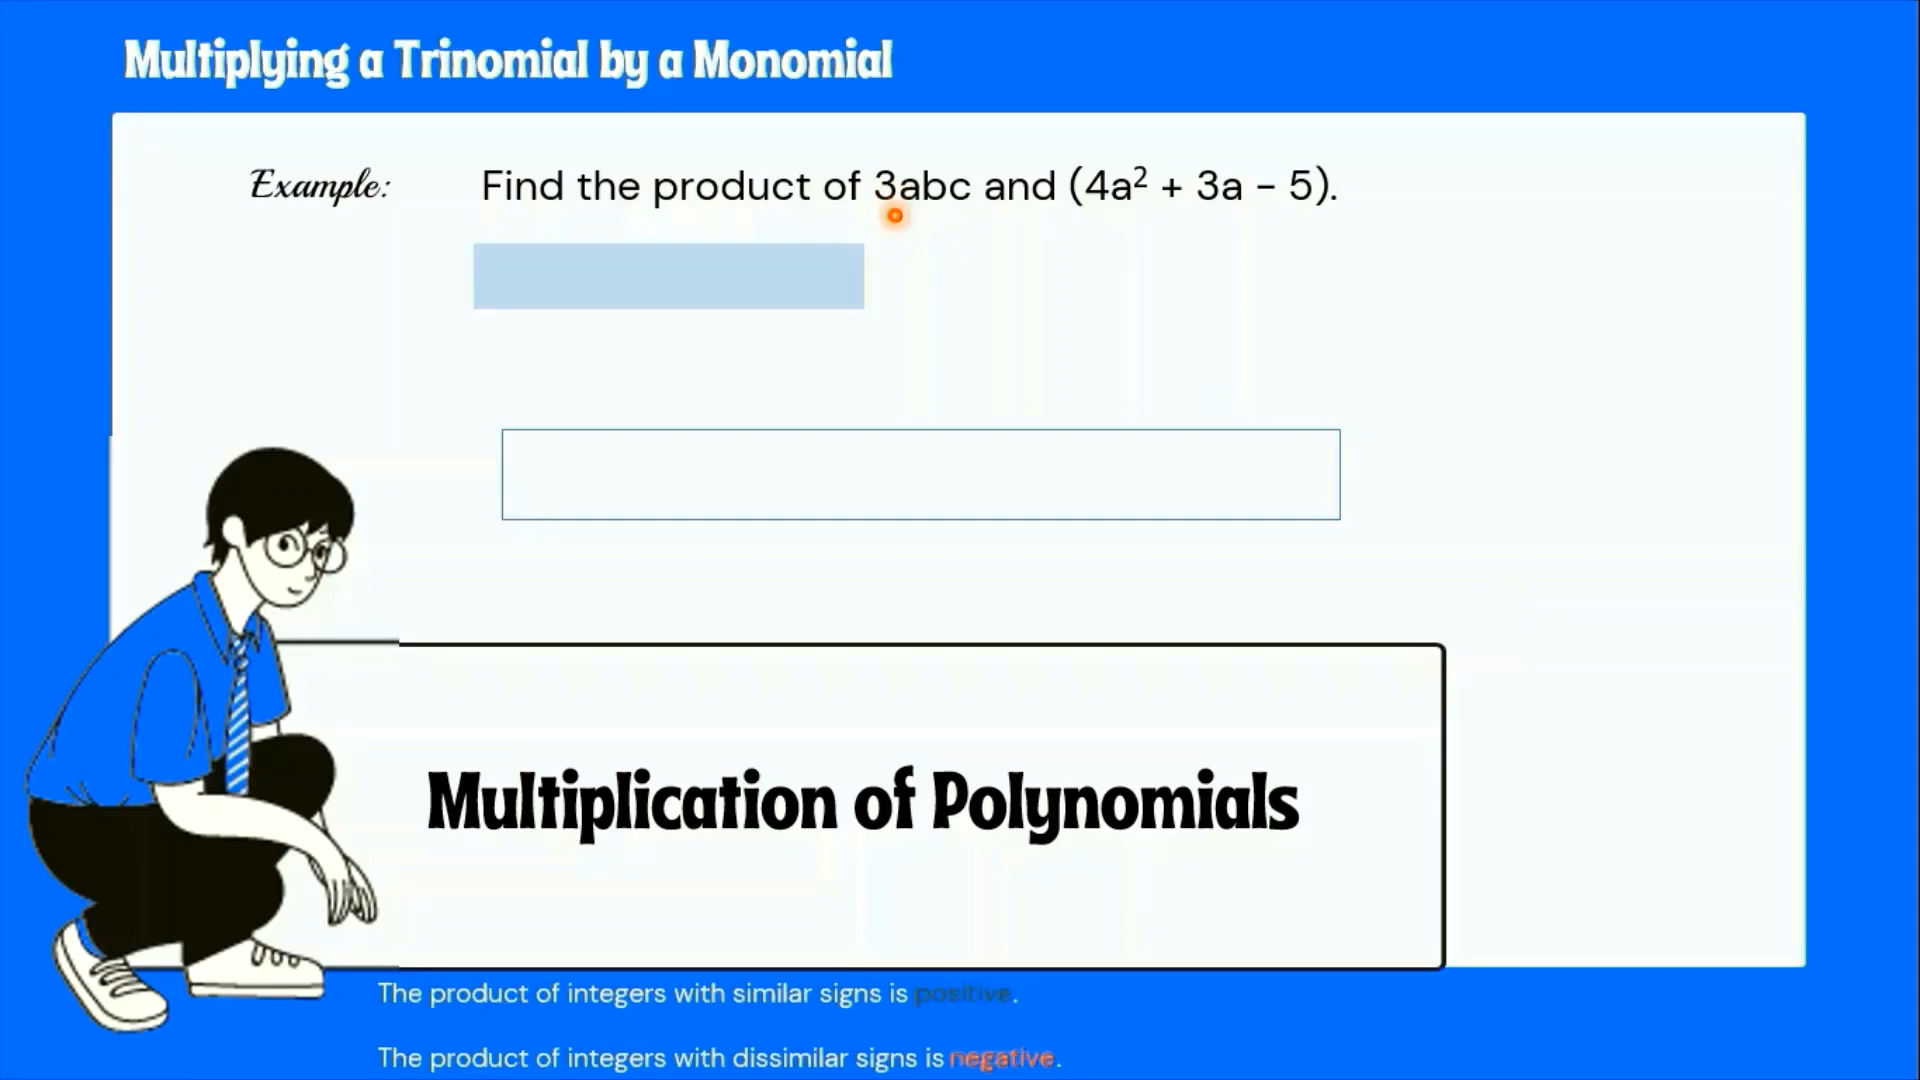 Multiplying a Trinomial by a Monomial
Example: Find the product of 3abc and (4a² + 3a − 5).
Multiplication of Polynomials
The product of integers with similar signs is positive.
The product of integers with dissimilar signs is negative.